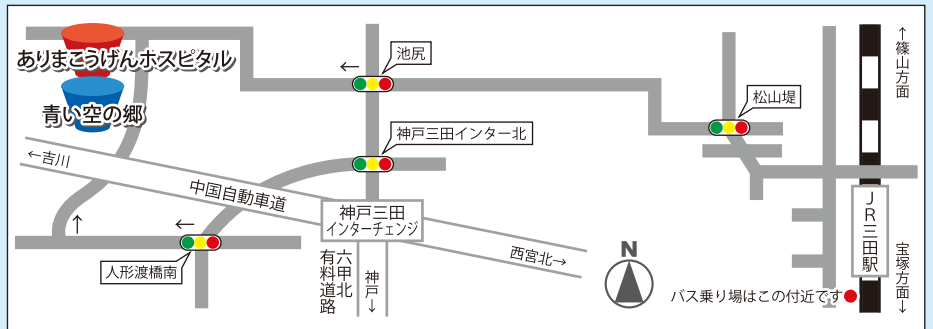 ありまこうげんホスピタル
青い空の郷
←
池尻
松山堤
↑篠山方面
神戸三田インター北
←吉川
中国自動車道
↑
←
人形渡橋南
神戸三田
インターチェンジ
六甲北
有料道路
神戸↓
西宮北→
N
JR三田駅
宝塚方面↓
バス乗り場はこの付近です